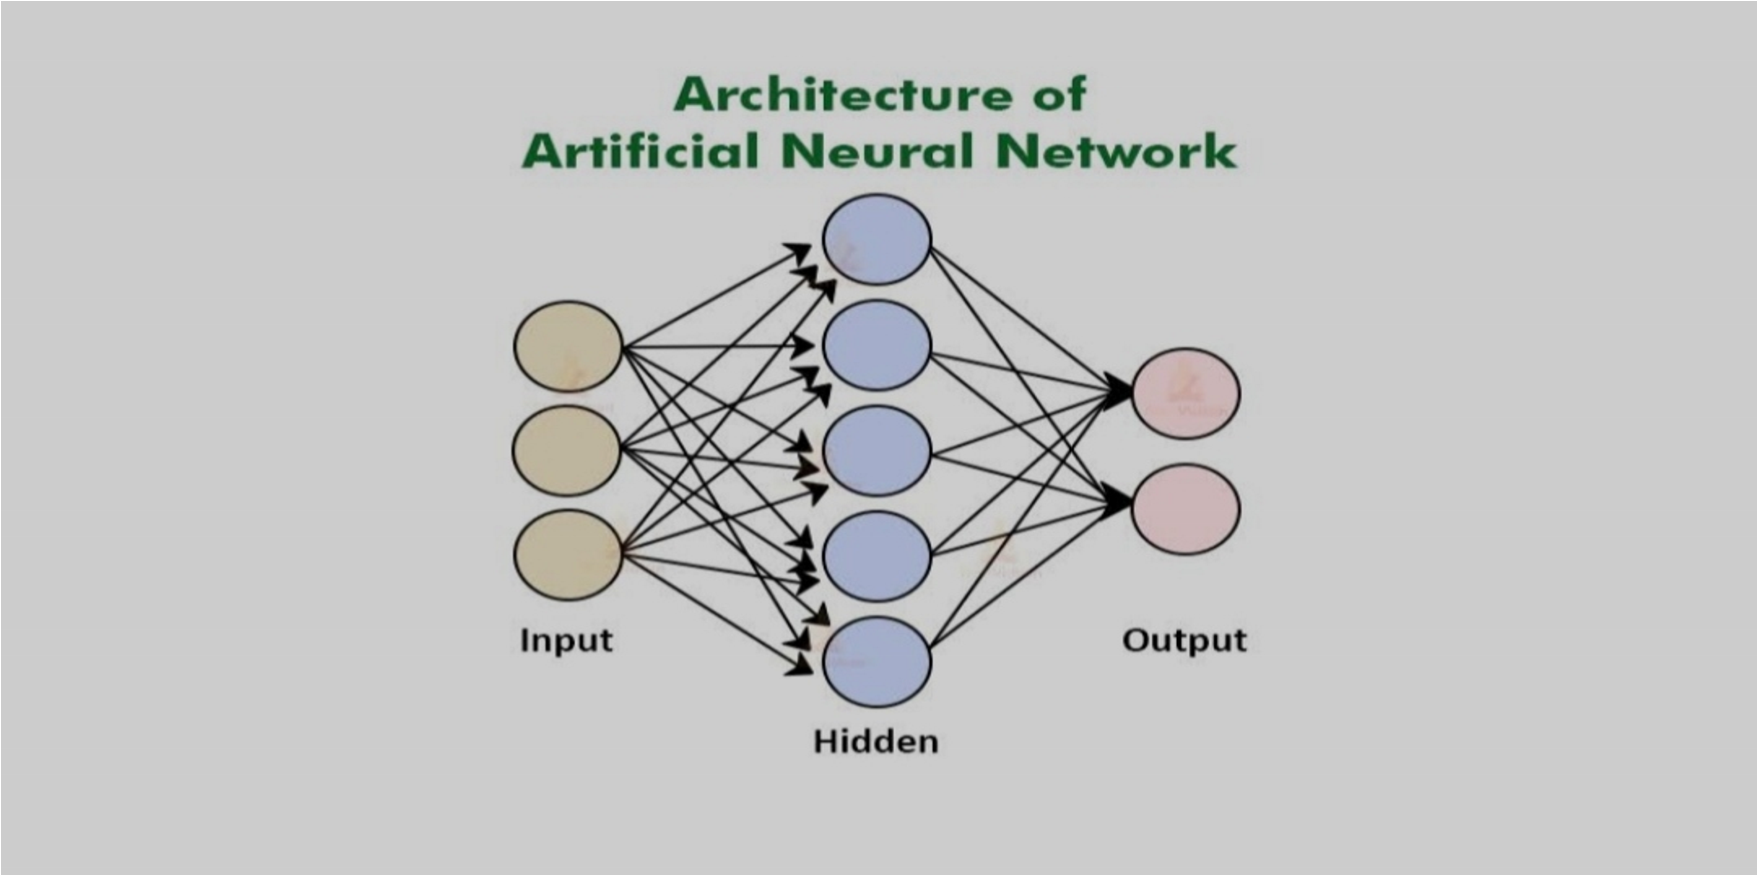 Architecture of
Artificial Neural Network
Input
Output
Hidden